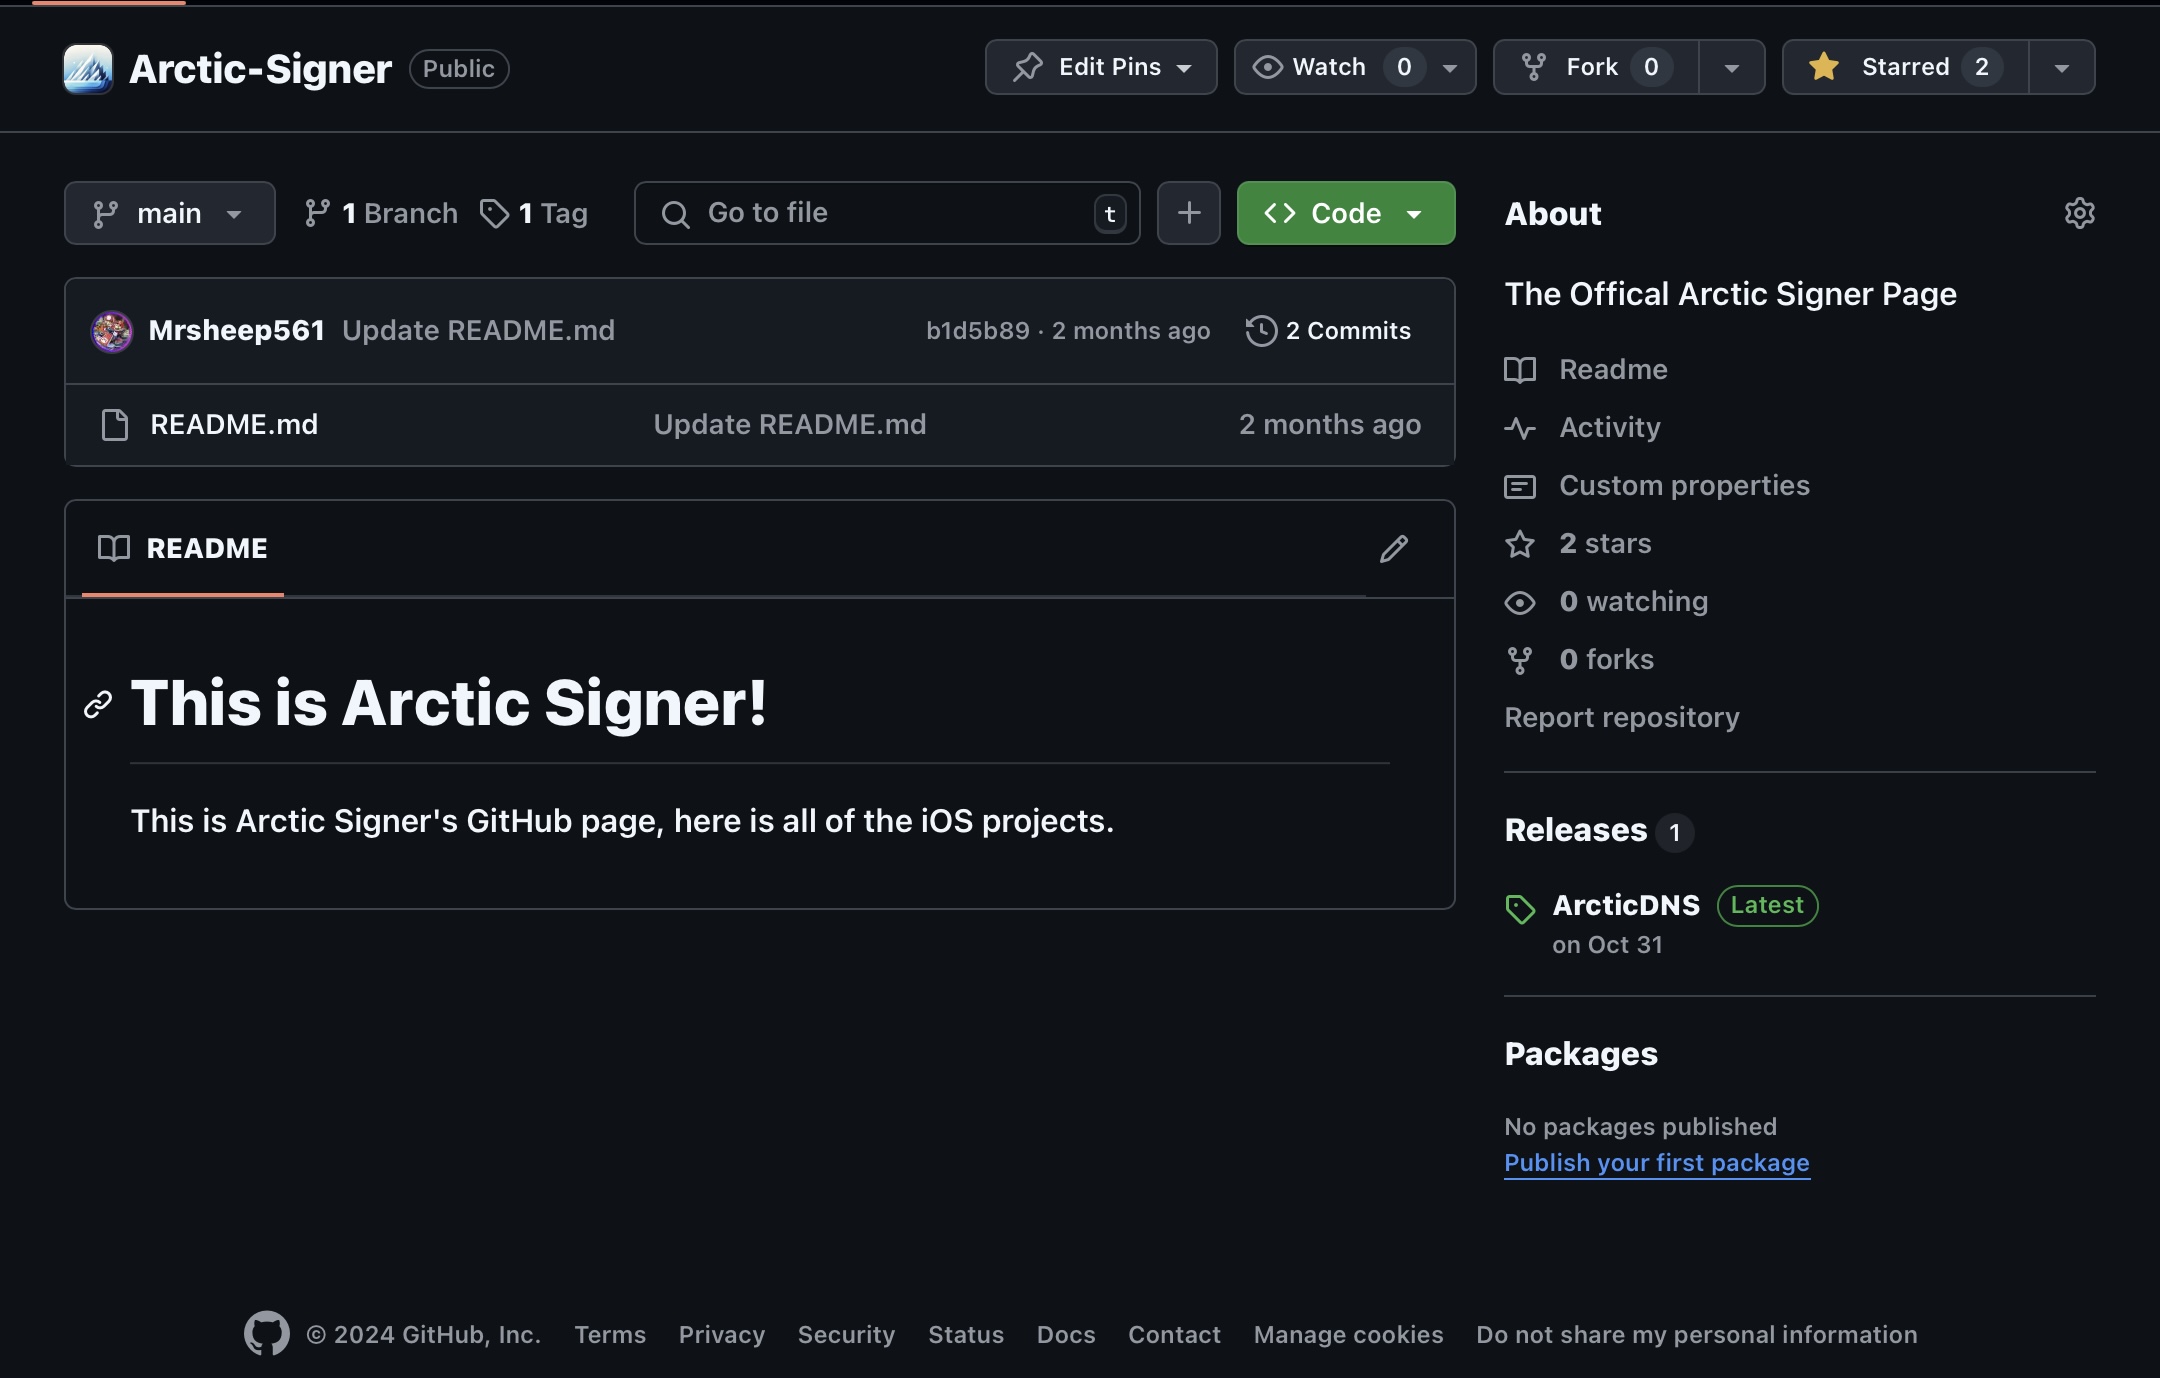 Arctic-Signer Public Edit Pins Watch 0 Fork 0 Starred 2
main 1 Branch 1 Tag Go to file t + <> Code
Mrsheep561 Update README.md b1d5b89 · 2 months ago 2 Commits
README.md Update README.md 2 months ago
README
This is Arctic Signer!
This is Arctic Signer's GitHub page, here is all of the iOS projects.
About
The Offical Arctic Signer Page
Readme
Activity
Custom properties
2 stars
0 watching
0 forks
Report repository
Releases 1
ArcticDNS Latest
on Oct 31
Packages
No packages published
Publish your first package
© 2024 GitHub, Inc. Terms Privacy Security Status Docs Contact Manage cookies Do not share my personal information